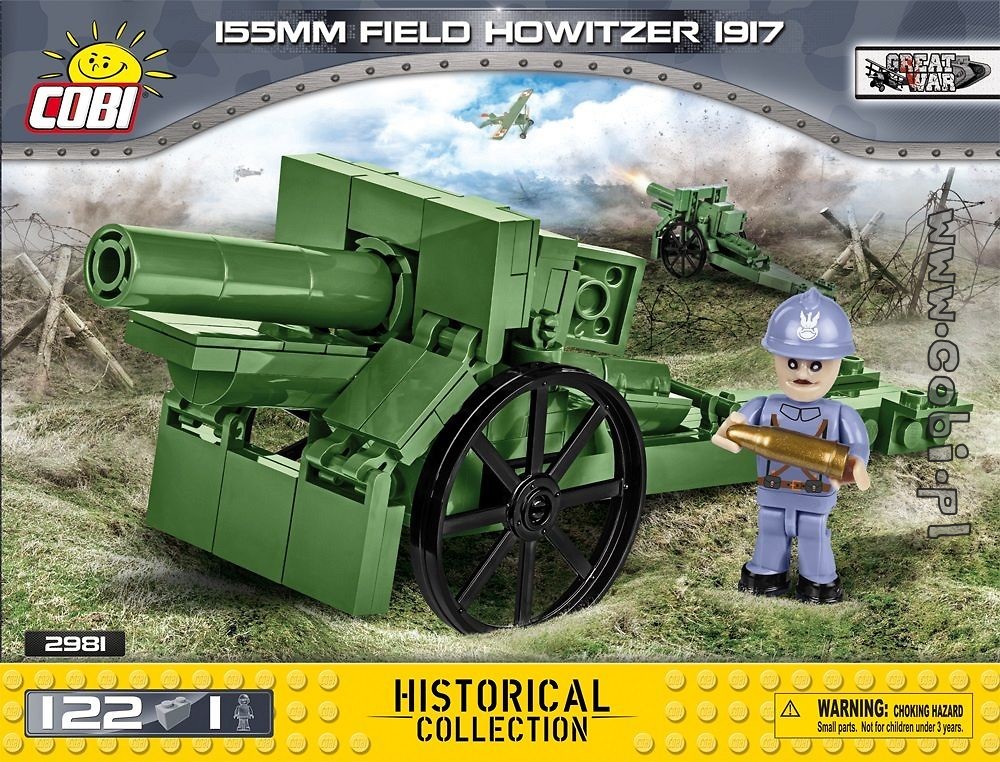 155MM FIELD HOWITZER 1917
COBI
GREAT WAR
www.cobi.pl
2981
122 1
HISTORICAL
COLLECTION
WARNING: CHOKING HAZARD
Small parts. Not for children under 3 years.